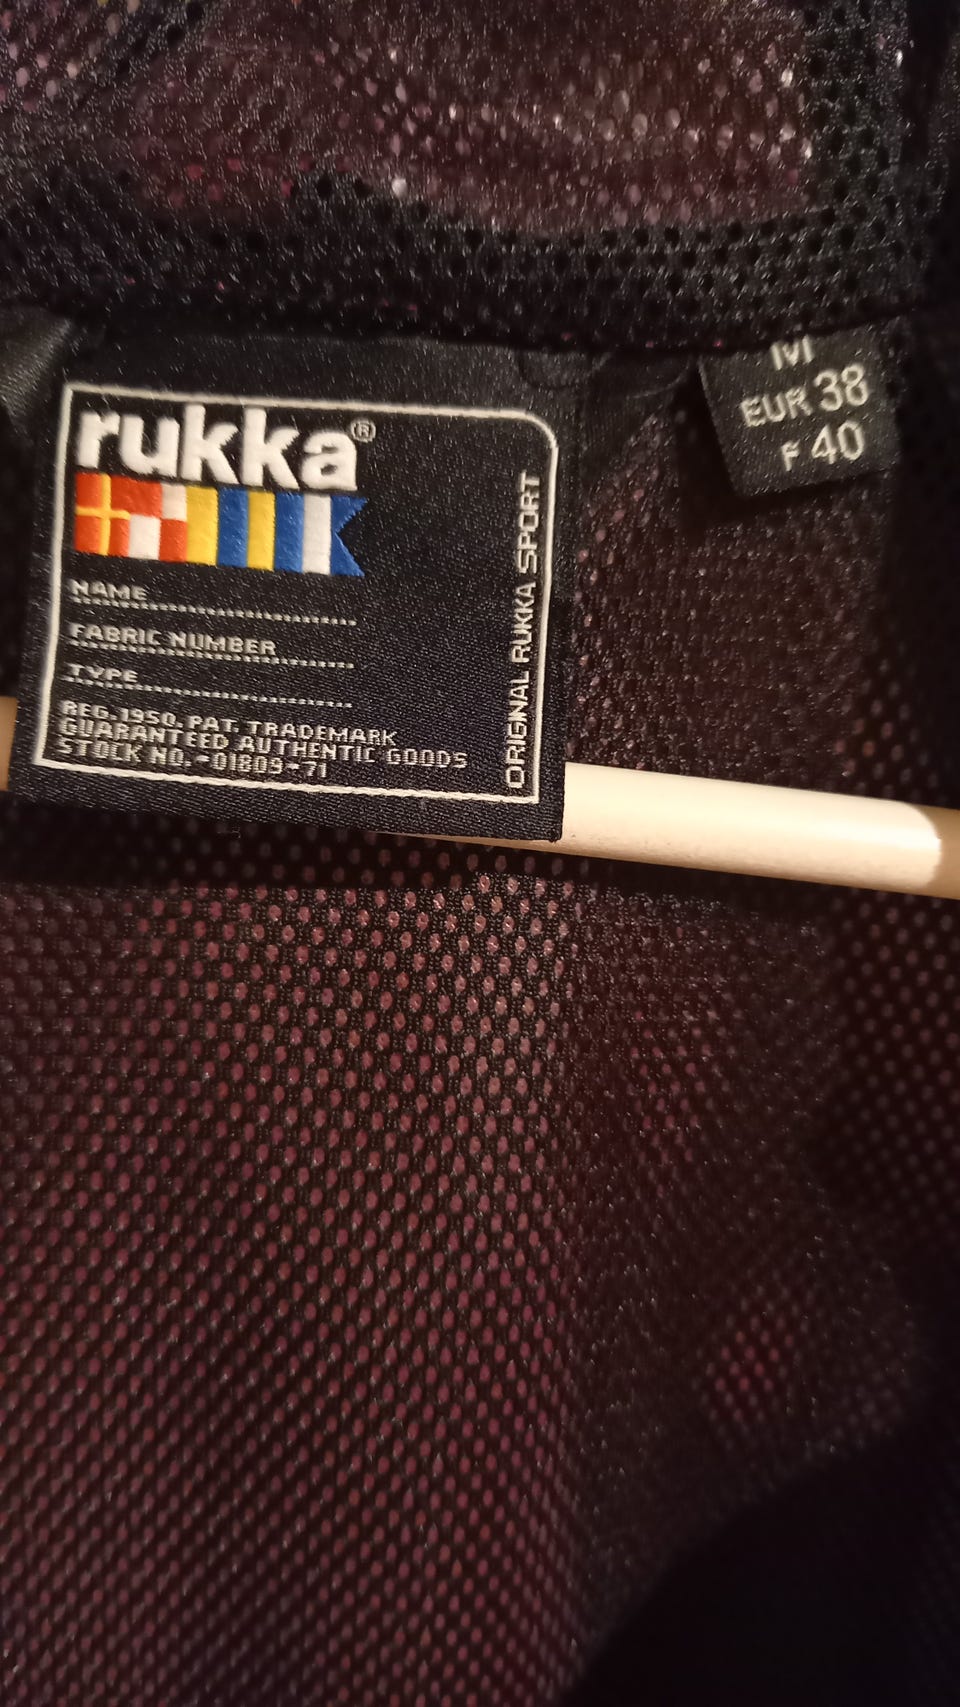 rukka®
NAME
FABRIC NUMBER
TYPE
REG. 1950. PAT. TRADEMARK
GUARANTEED AUTHENTIC GOODS
STOCK NO.-01809-71
ORIGINAL RUKKA SPORT
M
EUR 38
F 40